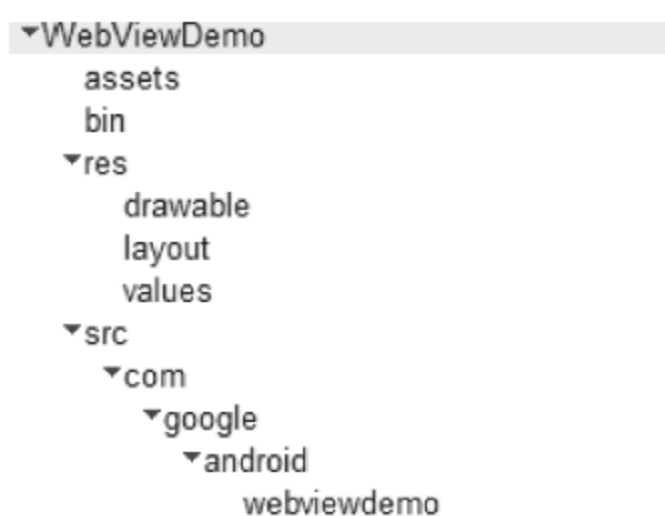 WebViewDemo
assets
bin
res
drawable
layout
values
src
com
google
android
webviewdemo